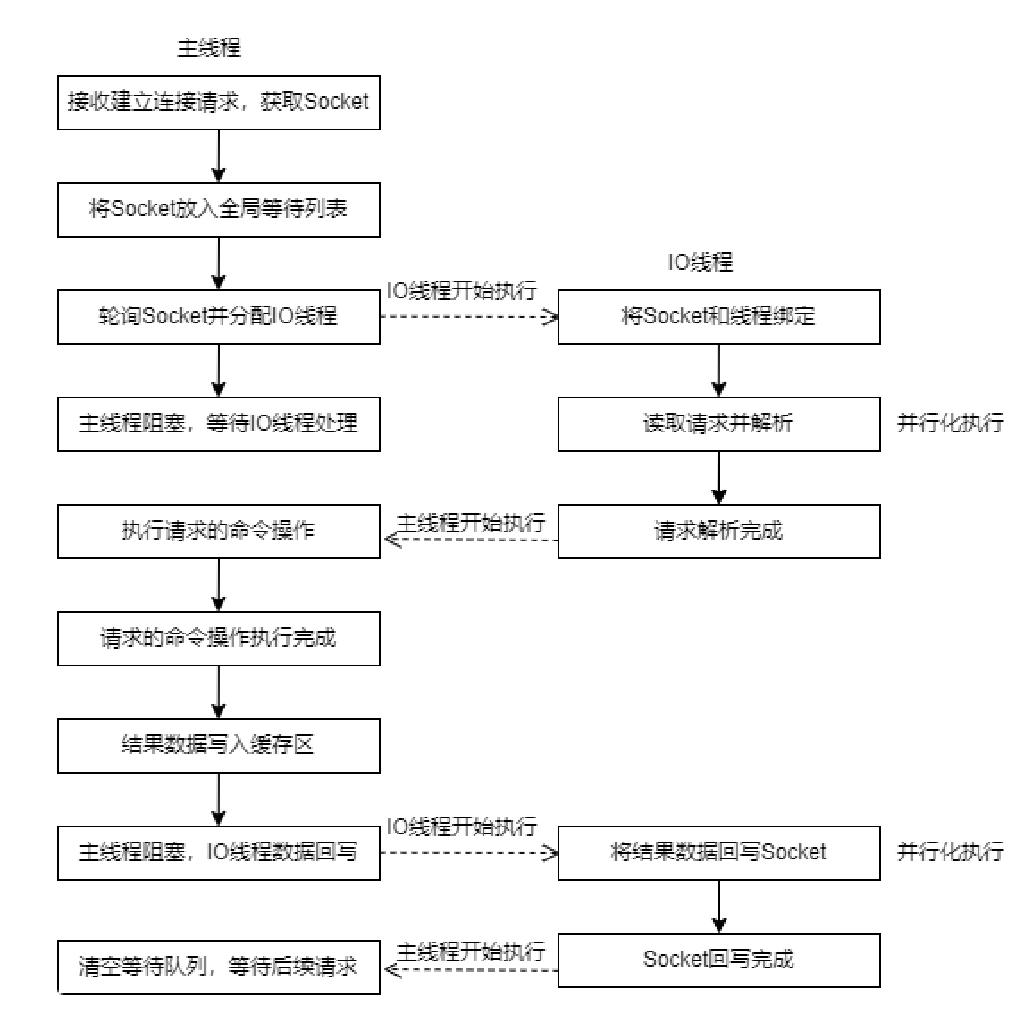 主线程
接收建立连接请求，获取Socket
将Socket放入全局等待列表
IO线程
轮询Socket并分配IO线程
IO线程开始执行
将Socket和线程绑定
主线程阻塞，等待IO线程处理
读取请求并解析
并行化执行
执行请求的命令操作
主线程开始执行
请求解析完成
请求的命令操作执行完成
结果数据写入缓存区
主线程阻塞，IO线程数据回写
IO线程开始执行
将结果数据回写Socket
并行化执行
清空等待队列，等待后续请求
主线程开始执行
Socket回写完成